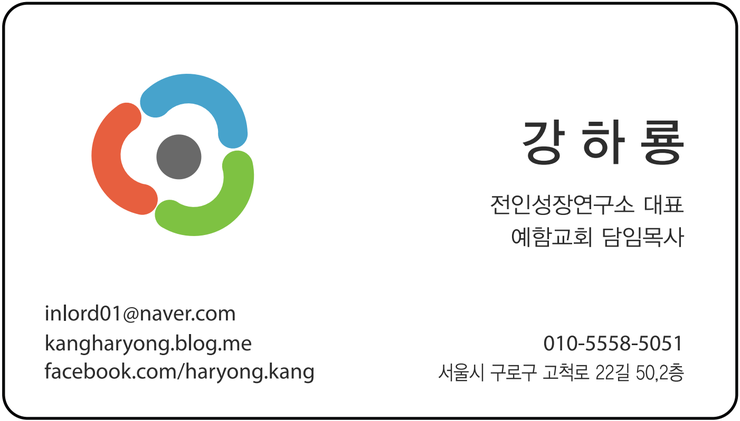 강 하 룡
전인성장연구소 대표
예함교회 담임목사
inlord01@naver.com
kangharyong.blog.me
facebook.com/haryong.kang
010-5558-5051
서울시 구로구 고척로 22길 50,2층